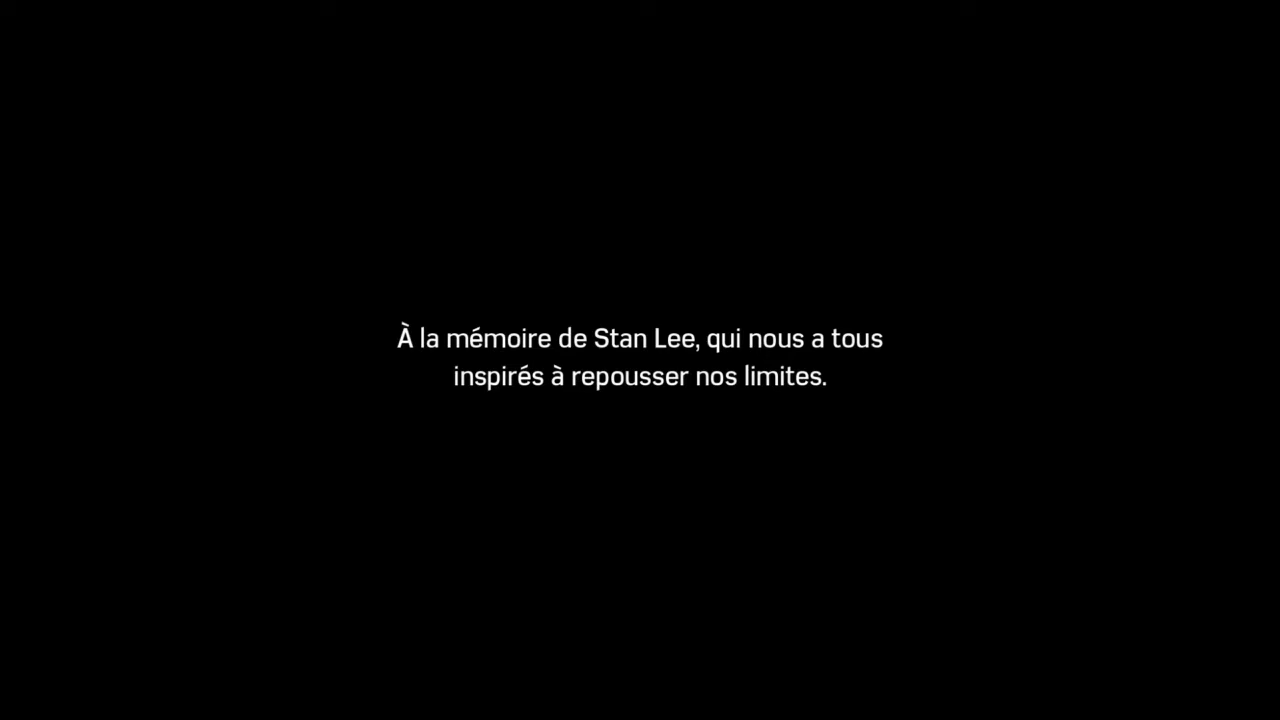 À la mémoire de Stan Lee, qui nous a tous
inspirés à repousser nos limites.